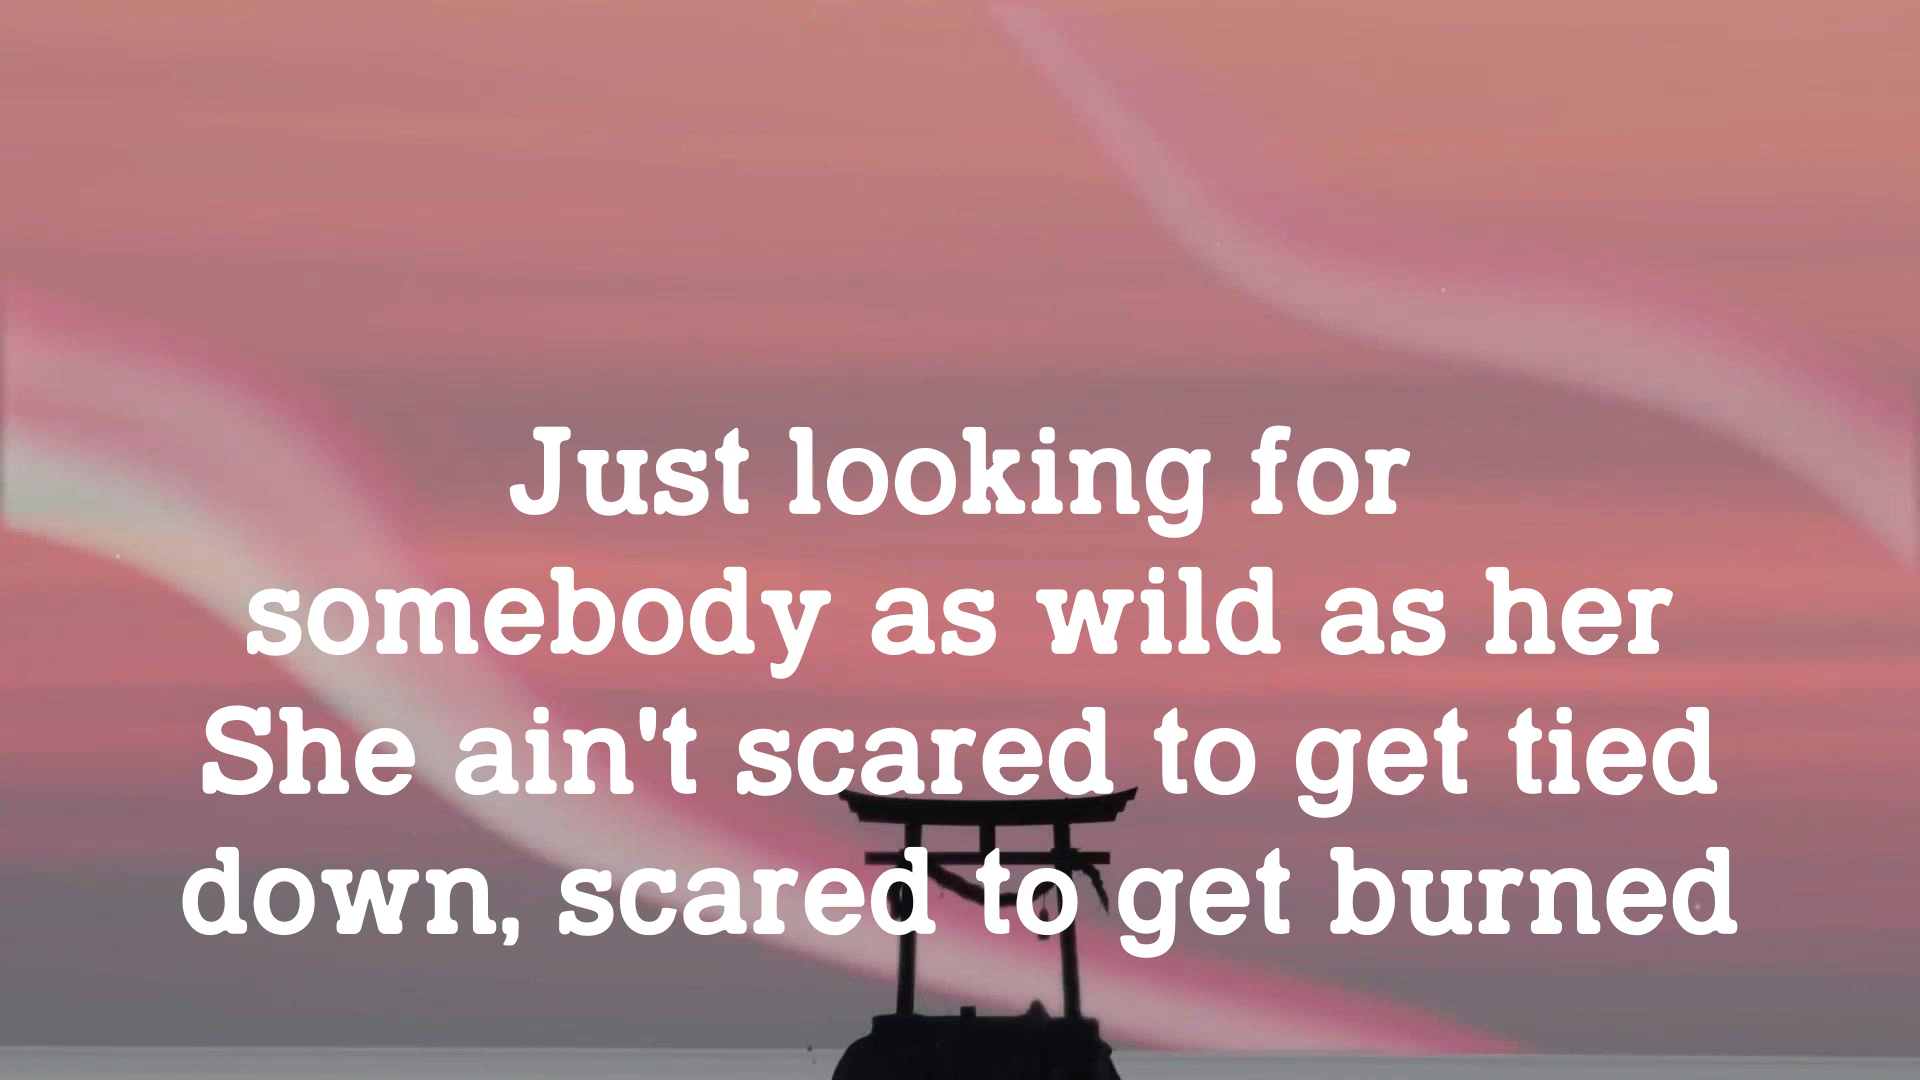 Just looking for
somebody as wild as her
She ain't scared to get tied
down, scared to get burned